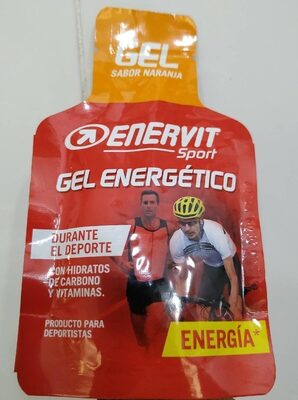 GEL
SABOR NARANJA
ENERVIT
Sport
GEL ENERGÉTICO
DURANTE
EL DEPORTE
CON HIDRATOS
DE CARBONO
Y VITAMINAS.
PRODUCTO PARA
DEPORTISTAS
ENERGÍA*